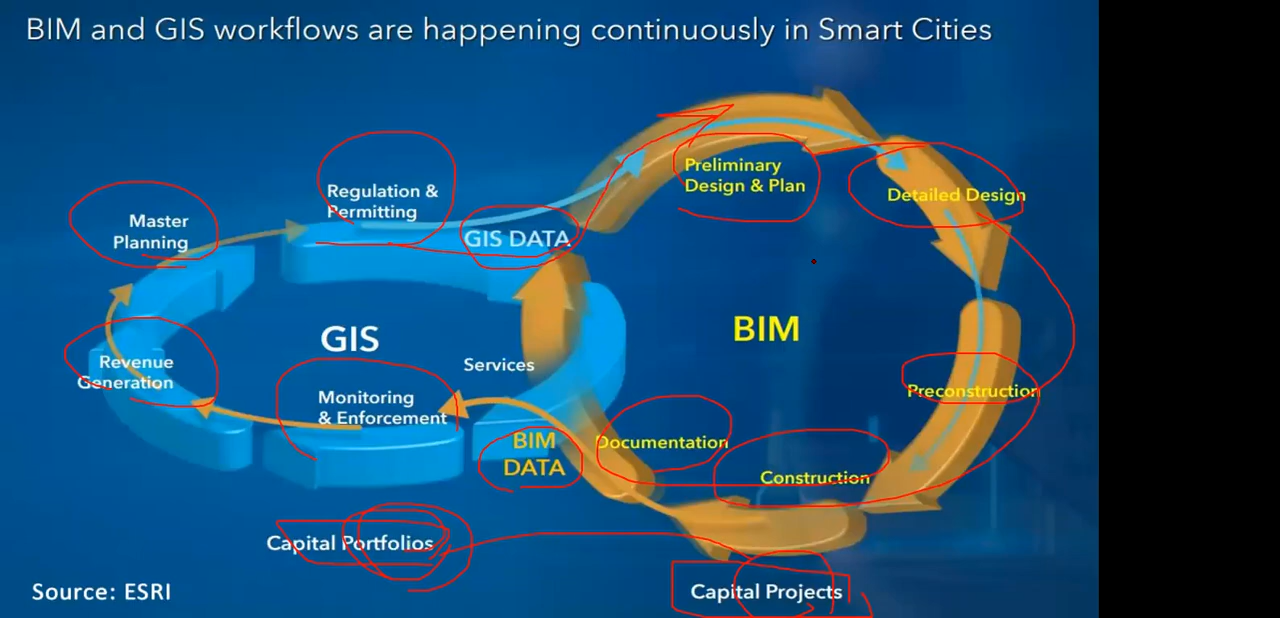 BIM and GIS workflows are happening continuously in Smart Cities
Regulation &
Permitting
Master
Planning
GIS DATA
Preliminary
Design & Plan
Detailed Design
GIS
BIM
Services
Revenue
Generation
Monitoring
& Enforcement
Preconstruction
BIM
DATA
Documentation
Construction
Capital Portfolios
Capital Projects
Source: ESRI